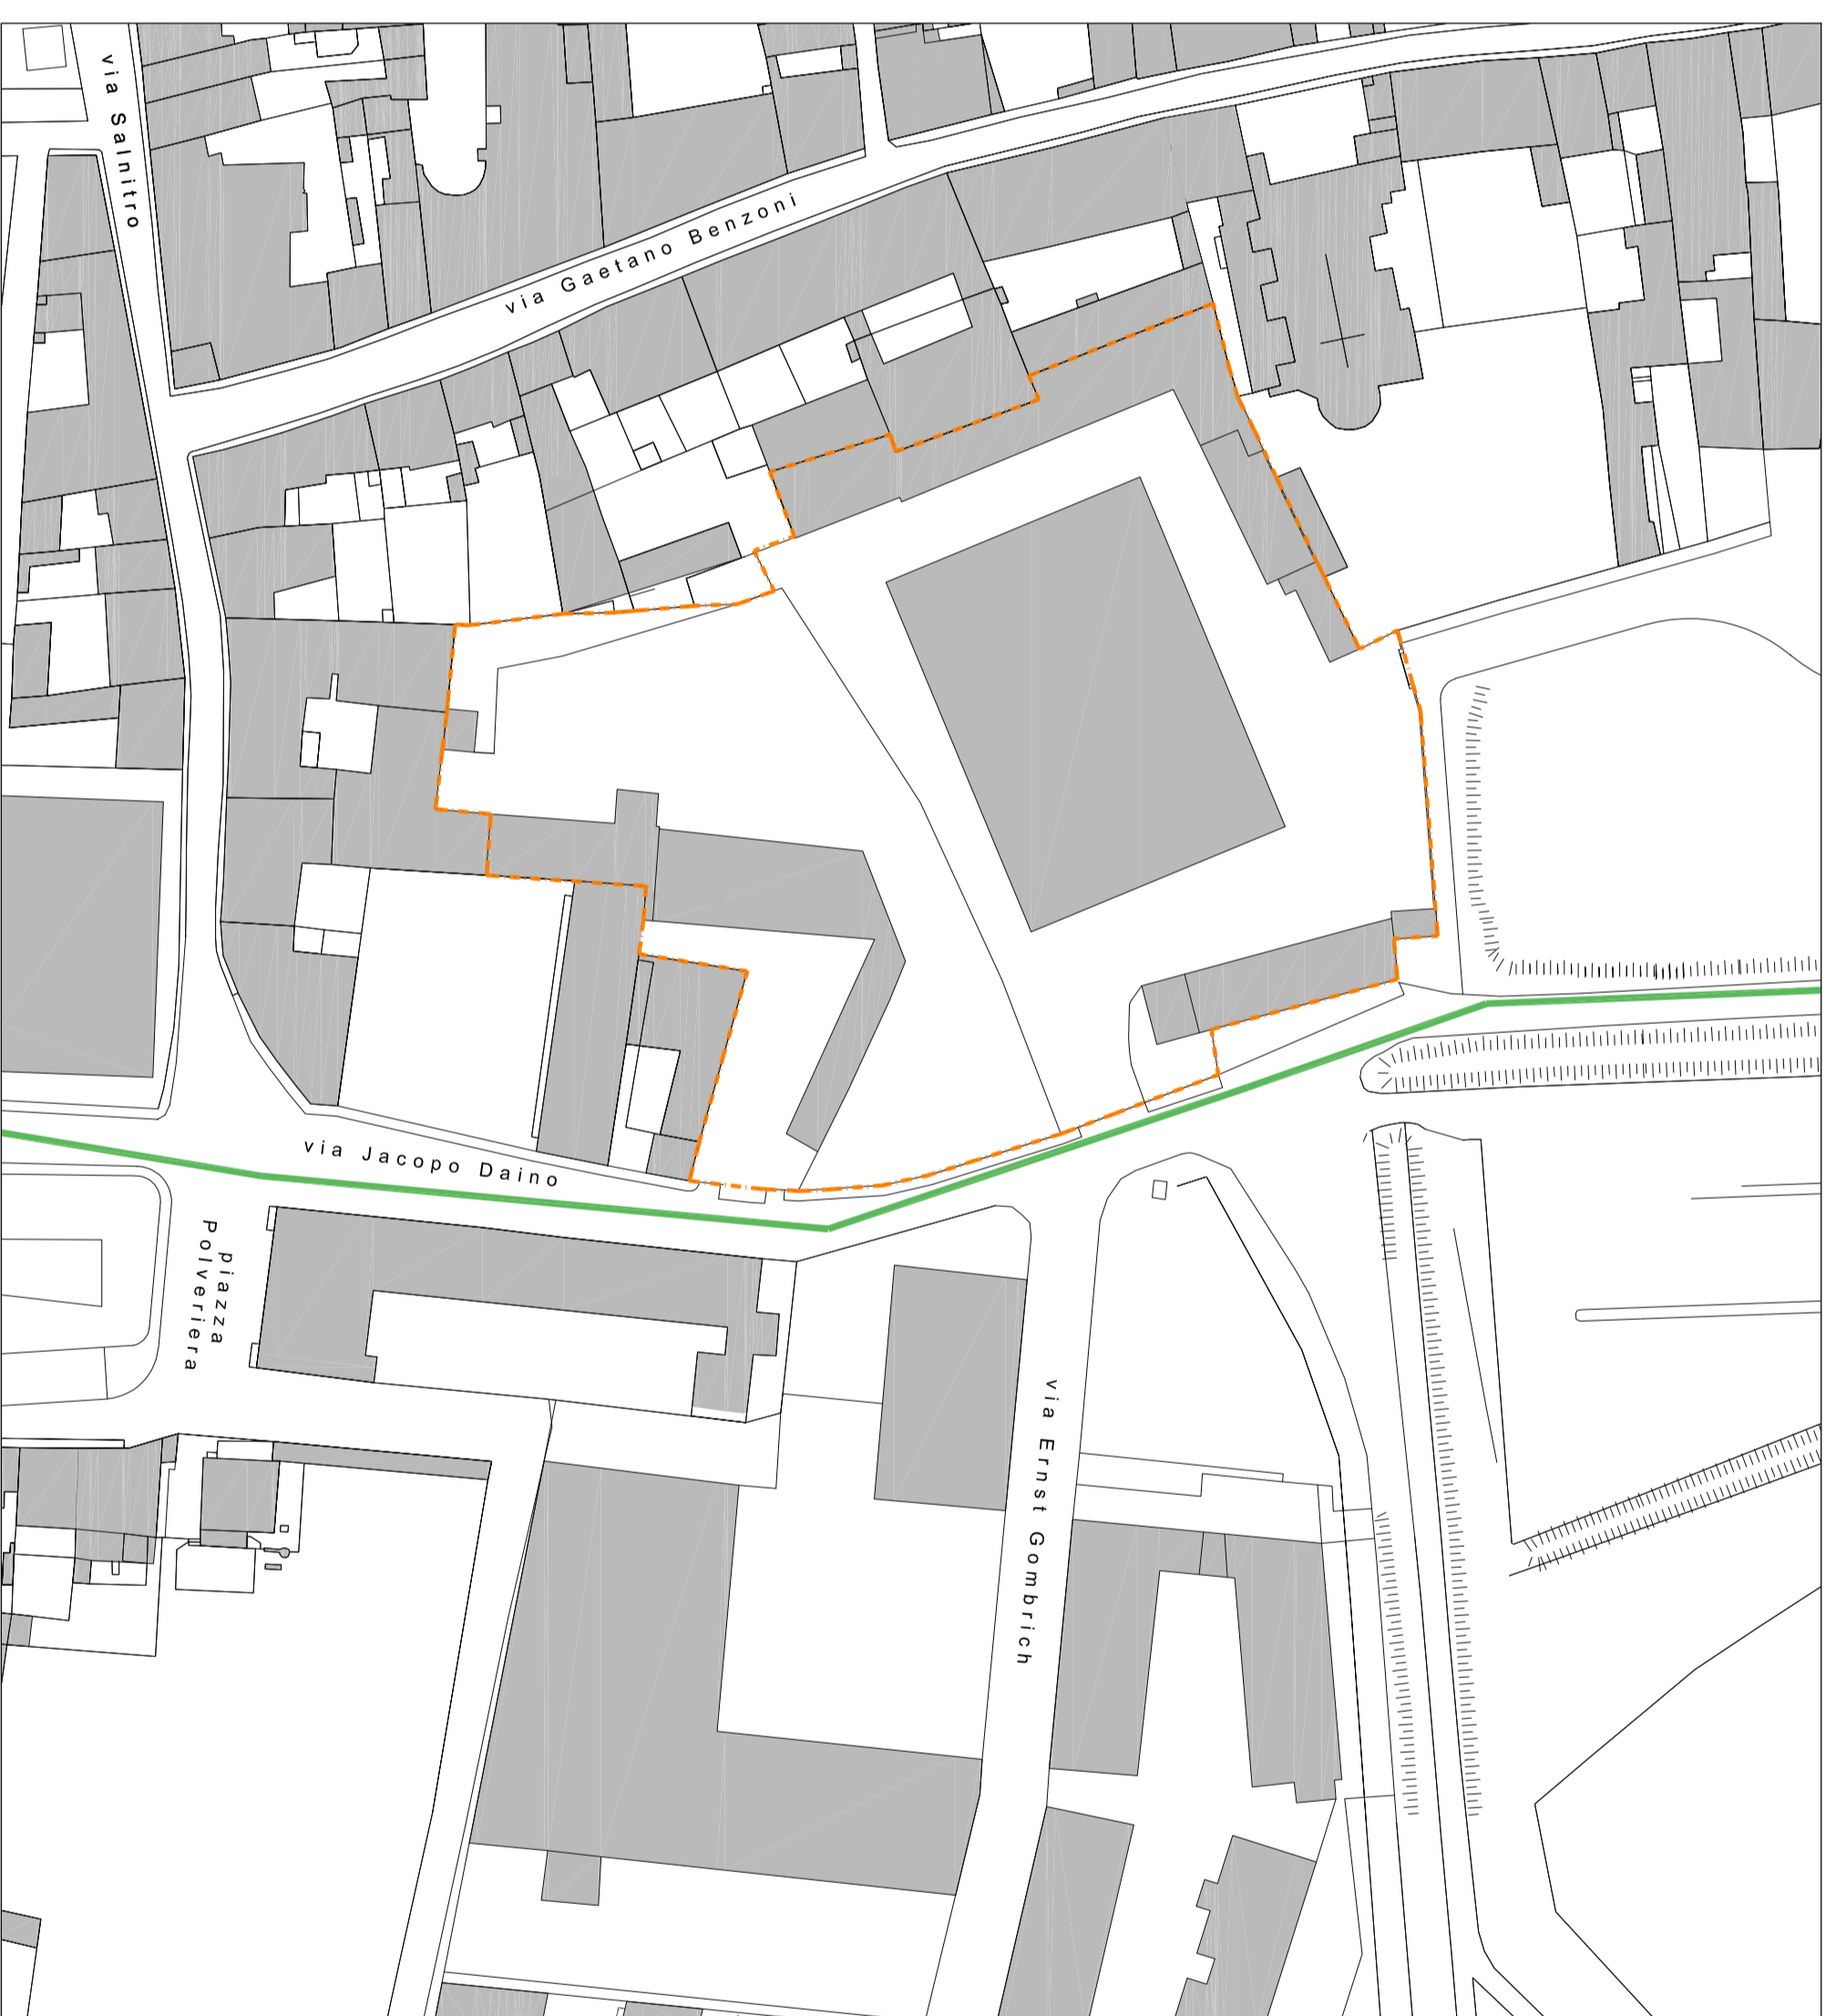 via Salnitro
via Gaetano Benzoni
via Jacopo Daino
piazza
Polveriera
via Ernst Gombrich